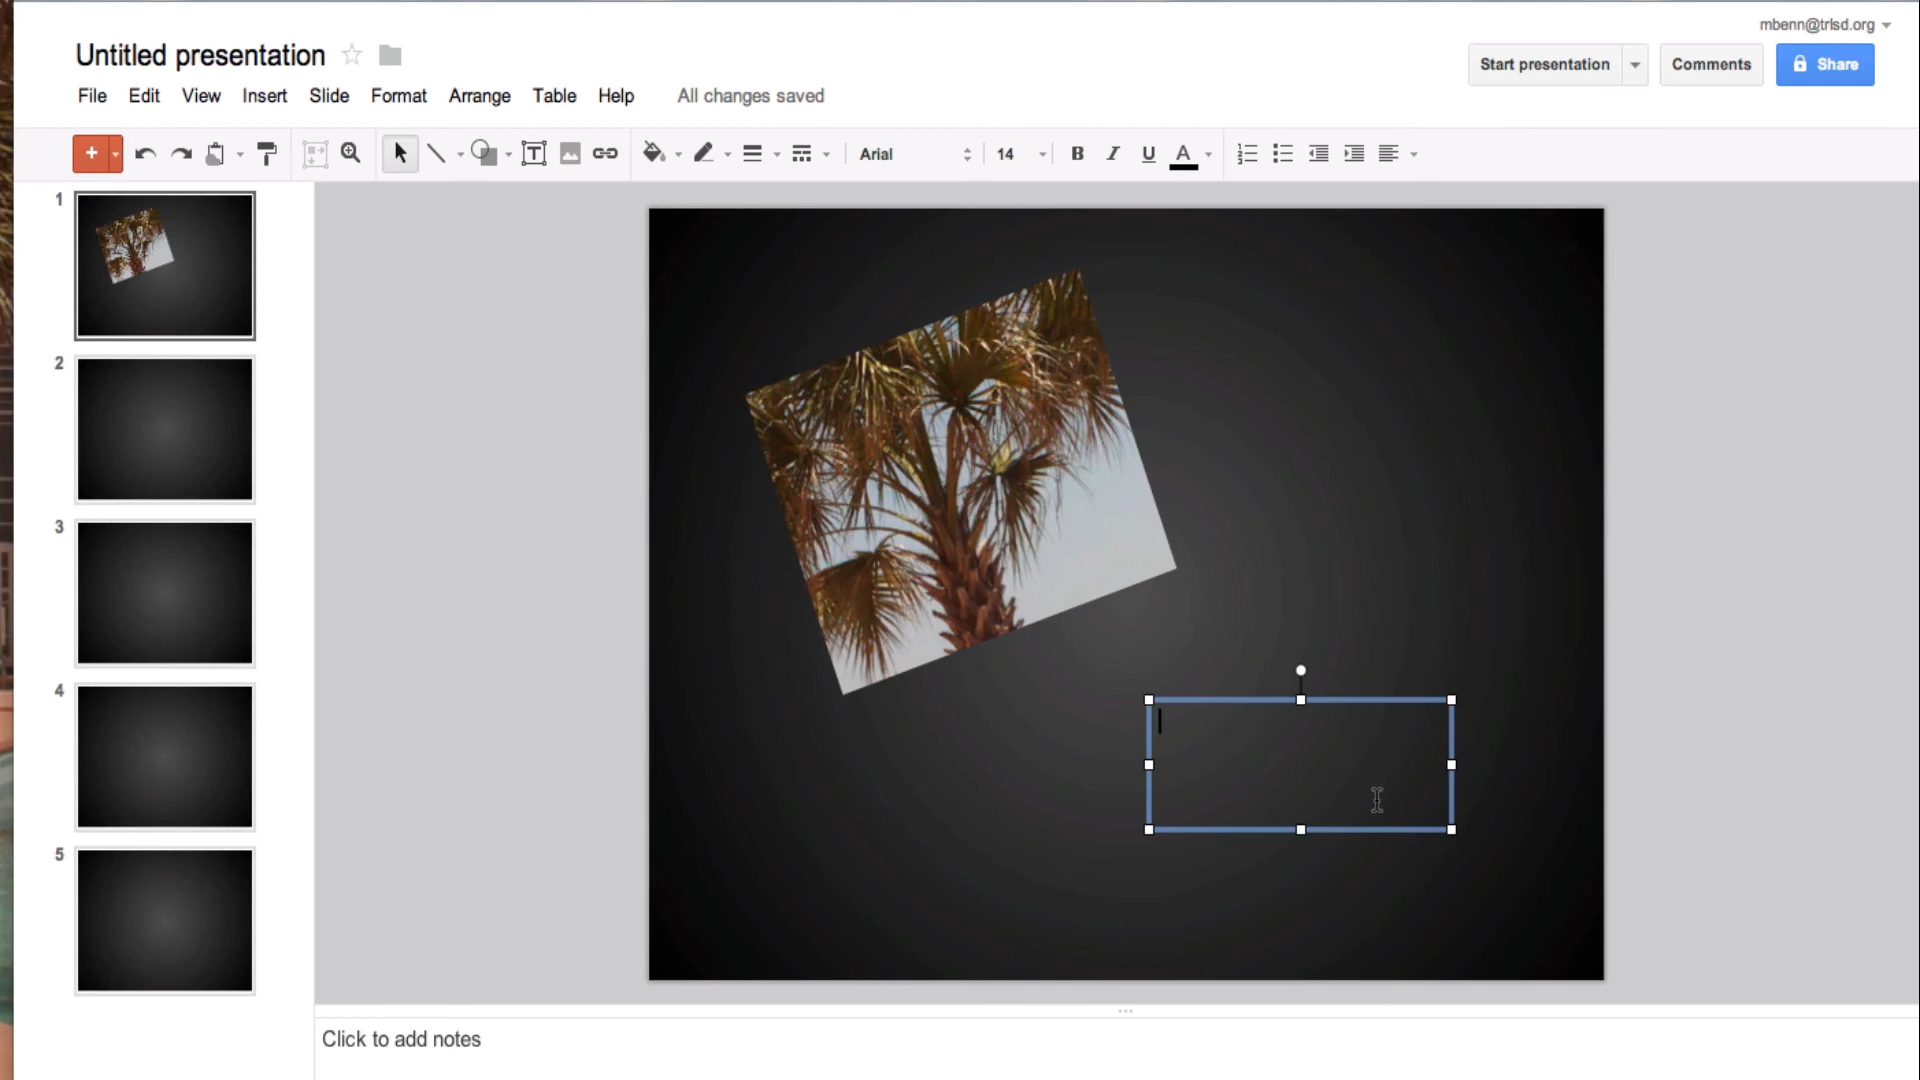 mbenn@trlsd.org
Untitled presentation
Start presentation
Comments
Share
File Edit View Insert Slide Format Arrange Table Help All changes saved
Arial 14 B I U A
1
2
3
4
5
Click to add notes